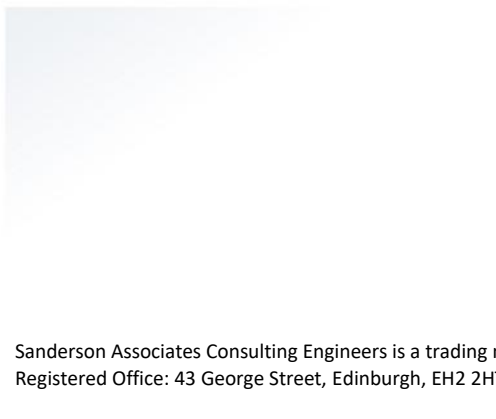 Sanderson Associates Consulting Engineers is a trading
Registered Office: 43 George Street, Edinburgh, EH2